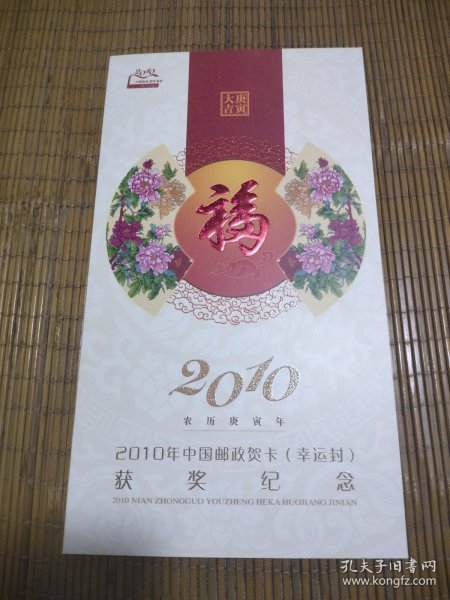 2010
庚寅
大吉
福
2010
农历庚寅年
2010年中国邮政贺卡（幸运封）
获奖纪念
2010 NIAN ZHONGGUO YOUZHENG HEKA HUOJIANG JINIAN
孔夫子旧书网
www.kongfz.com